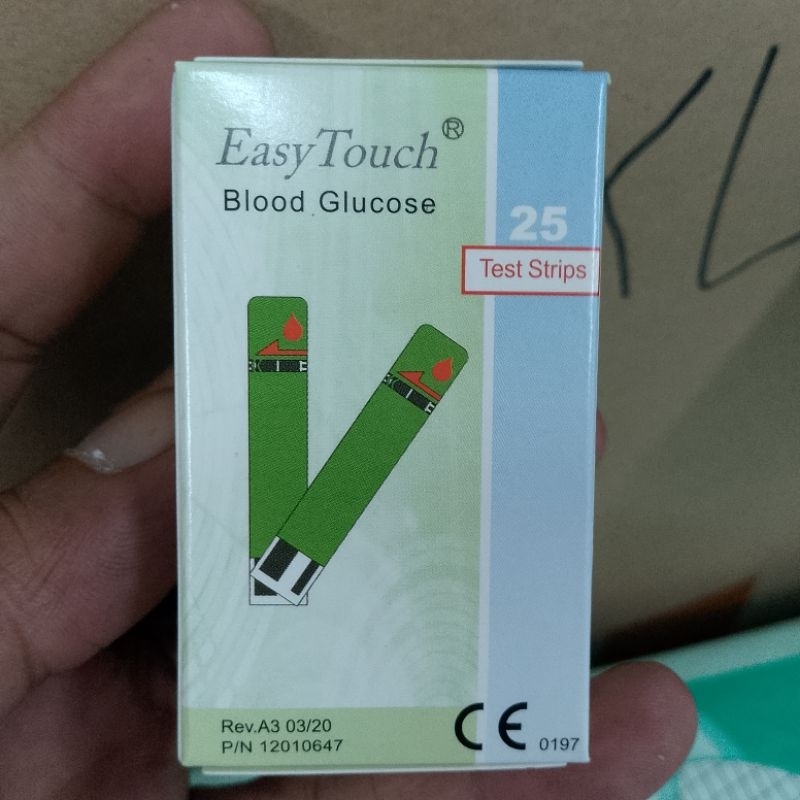 EasyTouch®
Blood Glucose
25
Test Strips
Rev.A3 03/20
P/N 12010647
CE 0197